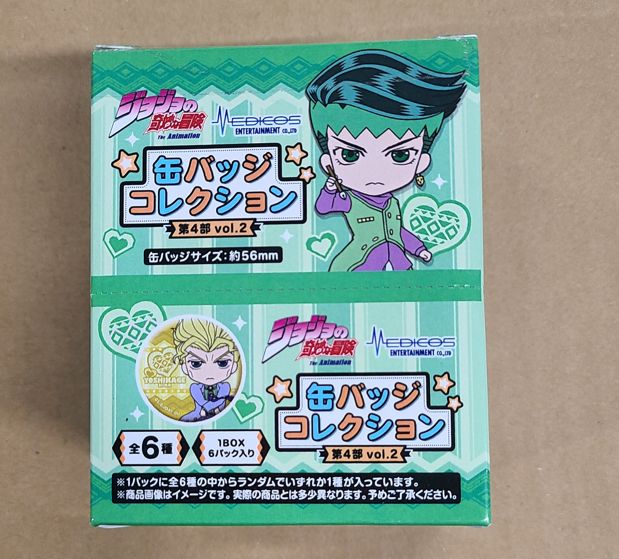 ジョジョの
奇妙な冒険
The Animation
MEDICOS
ENTERTAINMENT CO.,LTD
缶バッジ
コレクション
第4部 vol.2
缶バッジサイズ：約56mm
ジョジョの
奇妙な冒険
The Animation
MEDICOS
ENTERTAINMENT CO.,LTD
YOSHIKAGE
缶バッジ
コレクション
第4部 vol.2
全6種
1BOX
6パック入り
※1パックに全6種の中からランダムでいずれか1種が入っています。
※商品画像はイメージです。実際の商品とは多少異なります。予めご了承ください。